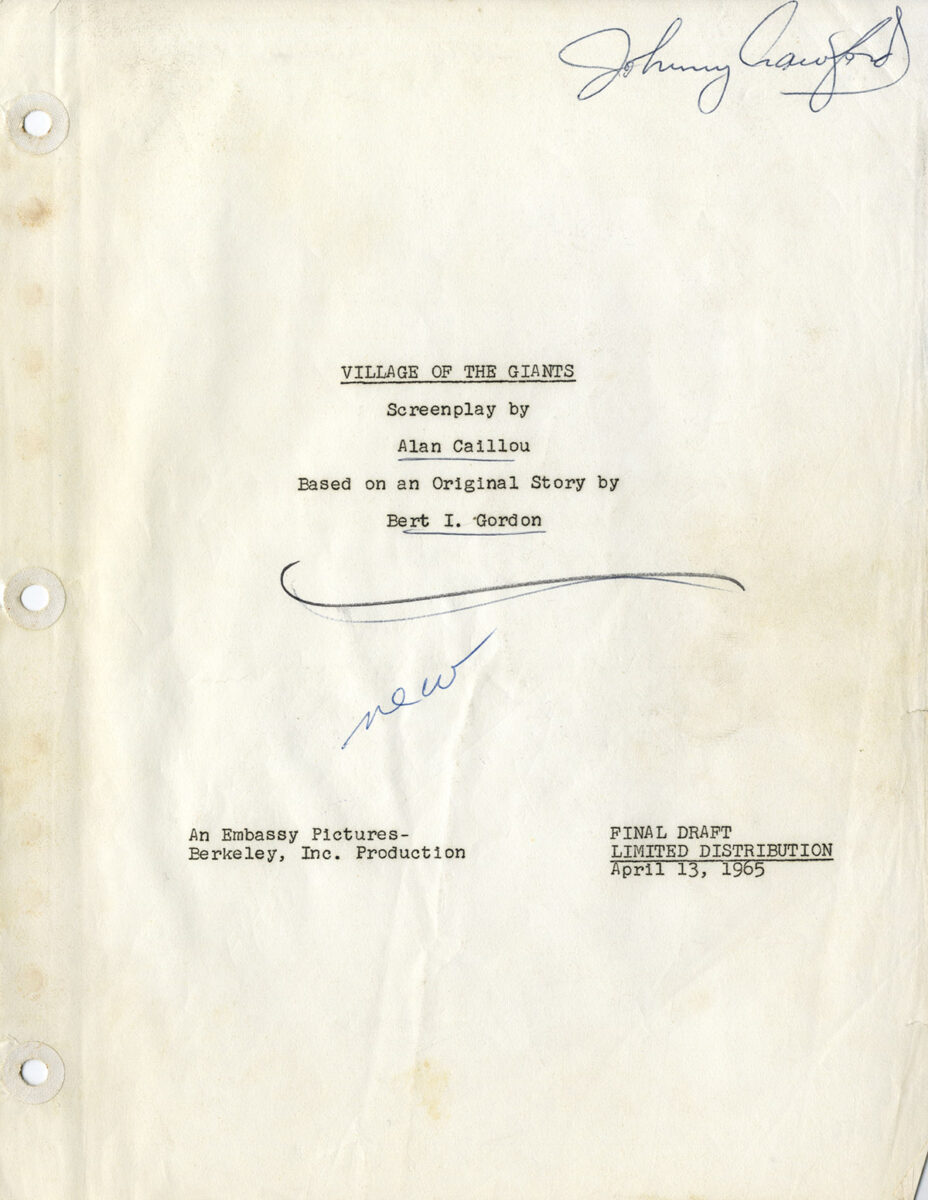 Johnny Crawford
VILLAGE OF THE GIANTS
Screenplay by
Alan Caillou
Based on an Original Story by
Bert I. Gordon
new
An Embassy Pictures-
Berkeley, Inc. Production
FINAL DRAFT
LIMITED DISTRIBUTION
April 13, 1965